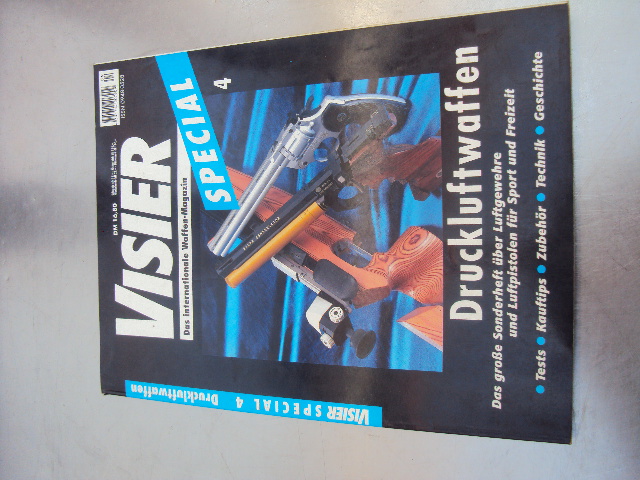 DM 16.80
VISIER
Das internationale Waffen-Magazin
SPECIAL
4
Druckluftwaffen
Das große Sonderheft über Luftgewehre
und Luftpistolen für Sport und Freizeit
• Tests • Kauftips • Zubehör • Technik • Geschichte
VISIER SPECIAL 4 Druckluftwaffen